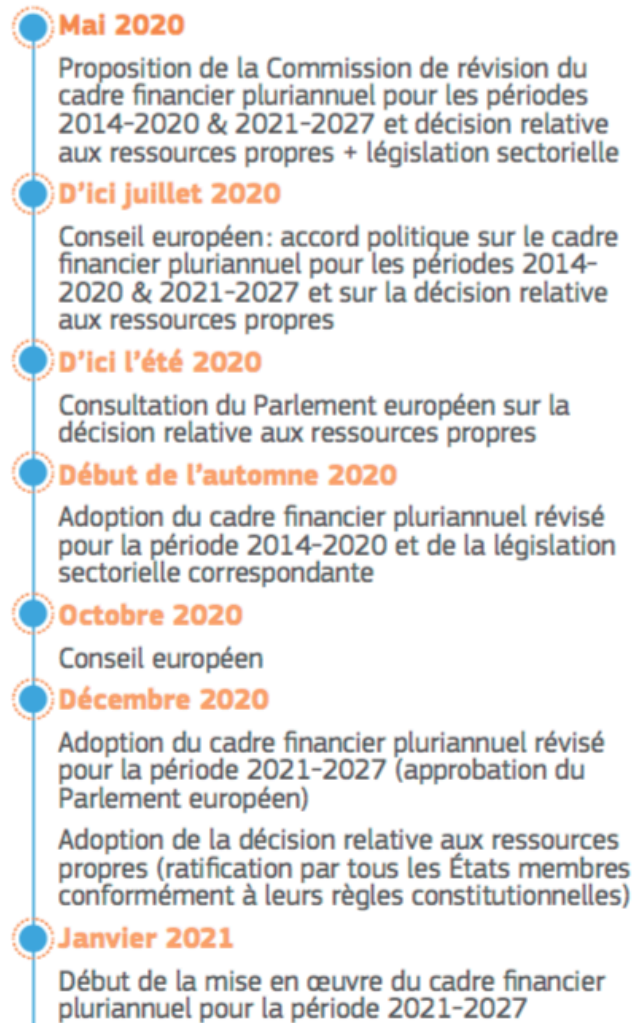 Mai 2020
Proposition de la Commission de révision du
cadre financier pluriannuel pour les périodes
2014-2020 & 2021-2027 et décision relative
aux ressources propres + législation sectorielle
D'ici juillet 2020
Conseil européen: accord politique sur le cadre
financier pluriannuel pour les périodes 2014-
2020 & 2021-2027 et sur la décision relative
aux ressources propres
D'ici l'été 2020
Consultation du Parlement européen sur la
décision relative aux ressources propres
Début de l'automne 2020
Adoption du cadre financier pluriannuel révisé
pour la période 2014-2020 et de la législation
sectorielle correspondante
Octobre 2020
Conseil européen
Décembre 2020
Adoption du cadre financier pluriannuel révisé
pour la période 2021-2027 (approbation du
Parlement européen)
Adoption de la décision relative aux ressources
propres (ratification par tous les États membres
conformément à leurs règles constitutionnelles)
Janvier 2021
Début de la mise en œuvre du cadre financier
pluriannuel pour la période 2021-2027